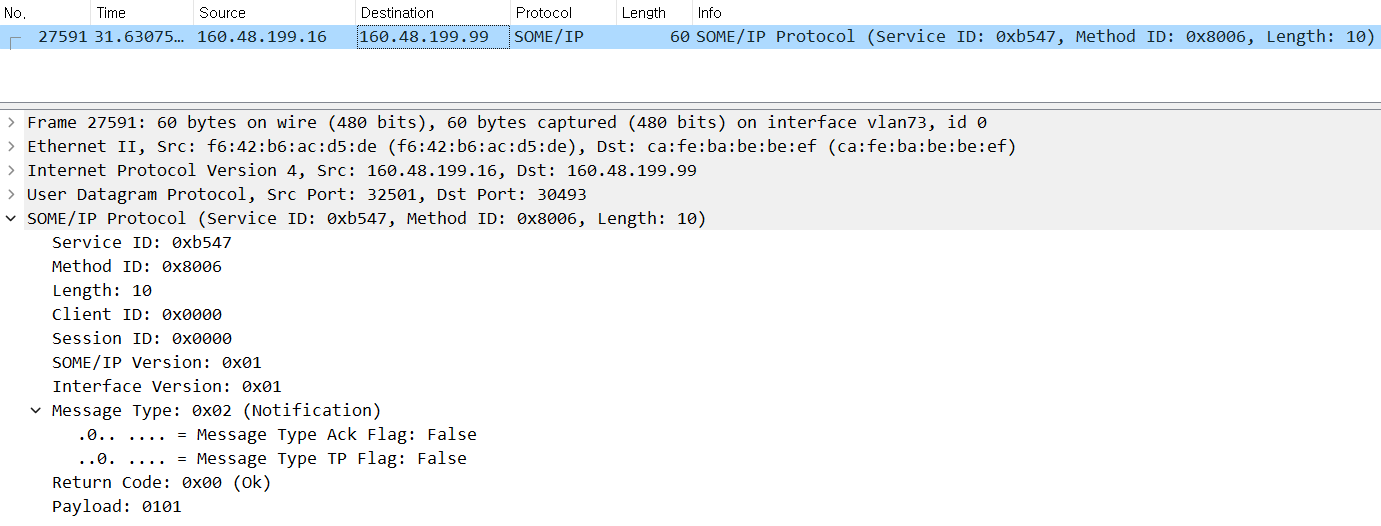 No. Time Source Destination Protocol Length Info
27591 31.63075… 160.48.199.16 160.48.199.99 SOME/IP 60 SOME/IP Protocol (Service ID: 0xb547, Method ID: 0x8006, Length: 10)
Frame 27591: 60 bytes on wire (480 bits), 60 bytes captured (480 bits) on interface vlan73, id 0
Ethernet II, Src: f6:42:b6:ac:d5:de (f6:42:b6:ac:d5:de), Dst: ca:fe:ba:be:be:ef (ca:fe:ba:be:be:ef)
Internet Protocol Version 4, Src: 160.48.199.16, Dst: 160.48.199.99
User Datagram Protocol, Src Port: 32501, Dst Port: 30493
SOME/IP Protocol (Service ID: 0xb547, Method ID: 0x8006, Length: 10)
Service ID: 0xb547
Method ID: 0x8006
Length: 10
Client ID: 0x0000
Session ID: 0x0000
SOME/IP Version: 0x01
Interface Version: 0x01
Message Type: 0x02 (Notification)
.0.. .... = Message Type Ack Flag: False
..0. .... = Message Type TP Flag: False
Return Code: 0x00 (Ok)
Payload: 0101